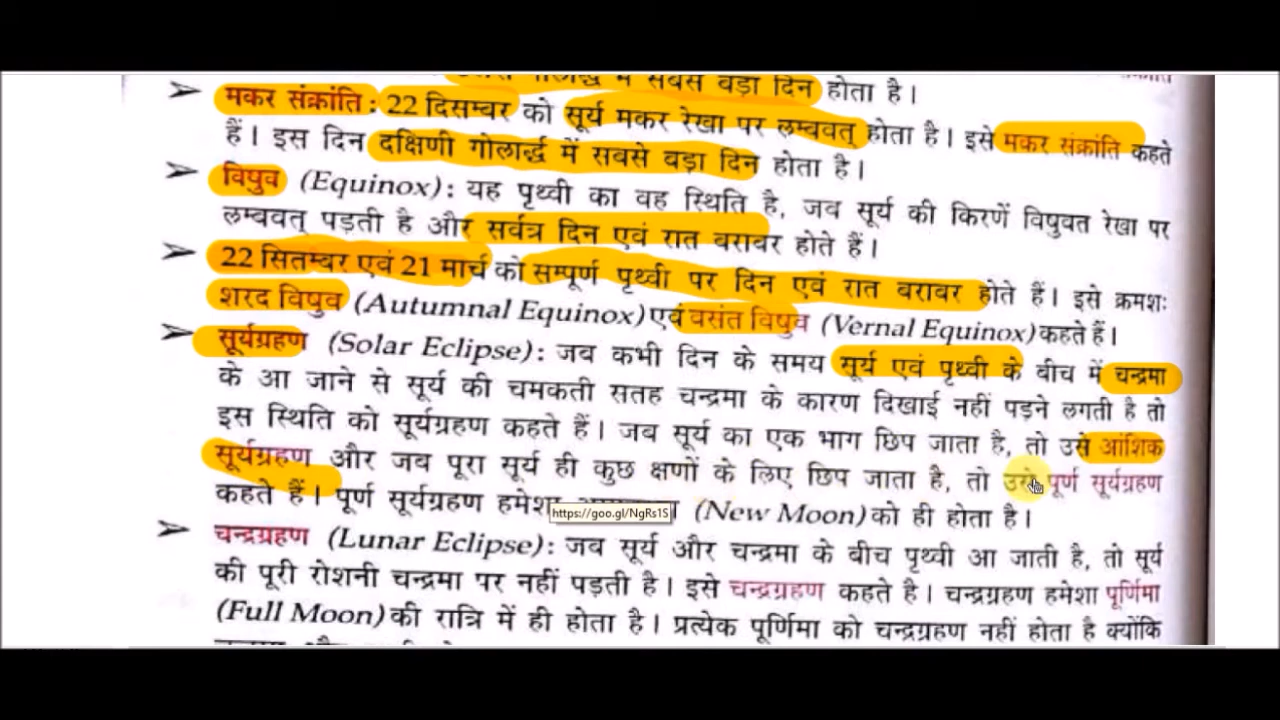 में सबसे बड़ा दिन होता है।
मकर संक्रांति : 22 दिसम्बर को सूर्य मकर रेखा पर लम्बवत् होता है। इसे मकर संक्रांति कहते
हैं। इस दिन दक्षिणी गोलार्द्ध में सबसे बड़ा दिन होता है।
विषुव (Equinox) : यह पृथ्वी का वह स्थिति है, जब सूर्य की किरणें विषुवत रेखा पर
लम्बवत् पड़ती है और सर्वत्र दिन एवं रात बराबर होते हैं।
22 सितम्बर एवं 21 मार्च को सम्पूर्ण पृथ्वी पर दिन एवं रात बराबर होते हैं। इसे क्रमशः
शरद विषुव (Autumnal Equinox) एवं वसंत विषुव (Vernal Equinox) कहते हैं।
सूर्यग्रहण (Solar Eclipse) : जब कभी दिन के समय सूर्य एवं पृथ्वी के बीच में चन्द्रमा
के आ जाने से सूर्य की चमकती सतह चन्द्रमा के कारण दिखाई नहीं पड़ने लगती है तो
इस स्थिति को सूर्यग्रहण कहते हैं। जब सूर्य का एक भाग छिप जाता है, तो उसे आंशिक
सूर्यग्रहण और जब पूरा सूर्य ही कुछ क्षणों के लिए छिप जाता है, तो उसे पूर्ण सूर्यग्रहण
कहते हैं। पूर्ण सूर्यग्रहण हमेशा (New Moon) को ही होता है।
https://goo.gl/NgRs1S
चन्द्रग्रहण (Lunar Eclipse) : जब सूर्य और चन्द्रमा के बीच पृथ्वी आ जाती है, तो सूर्य
की पूरी रोशनी चन्द्रमा पर नहीं पड़ती है। इसे चन्द्रग्रहण कहते है। चन्द्रग्रहण हमेशा पूर्णिमा
(Full Moon) की रात्रि में ही होता है। प्रत्येक पूर्णिमा को चन्द्रग्रहण नहीं होता है क्योंकि